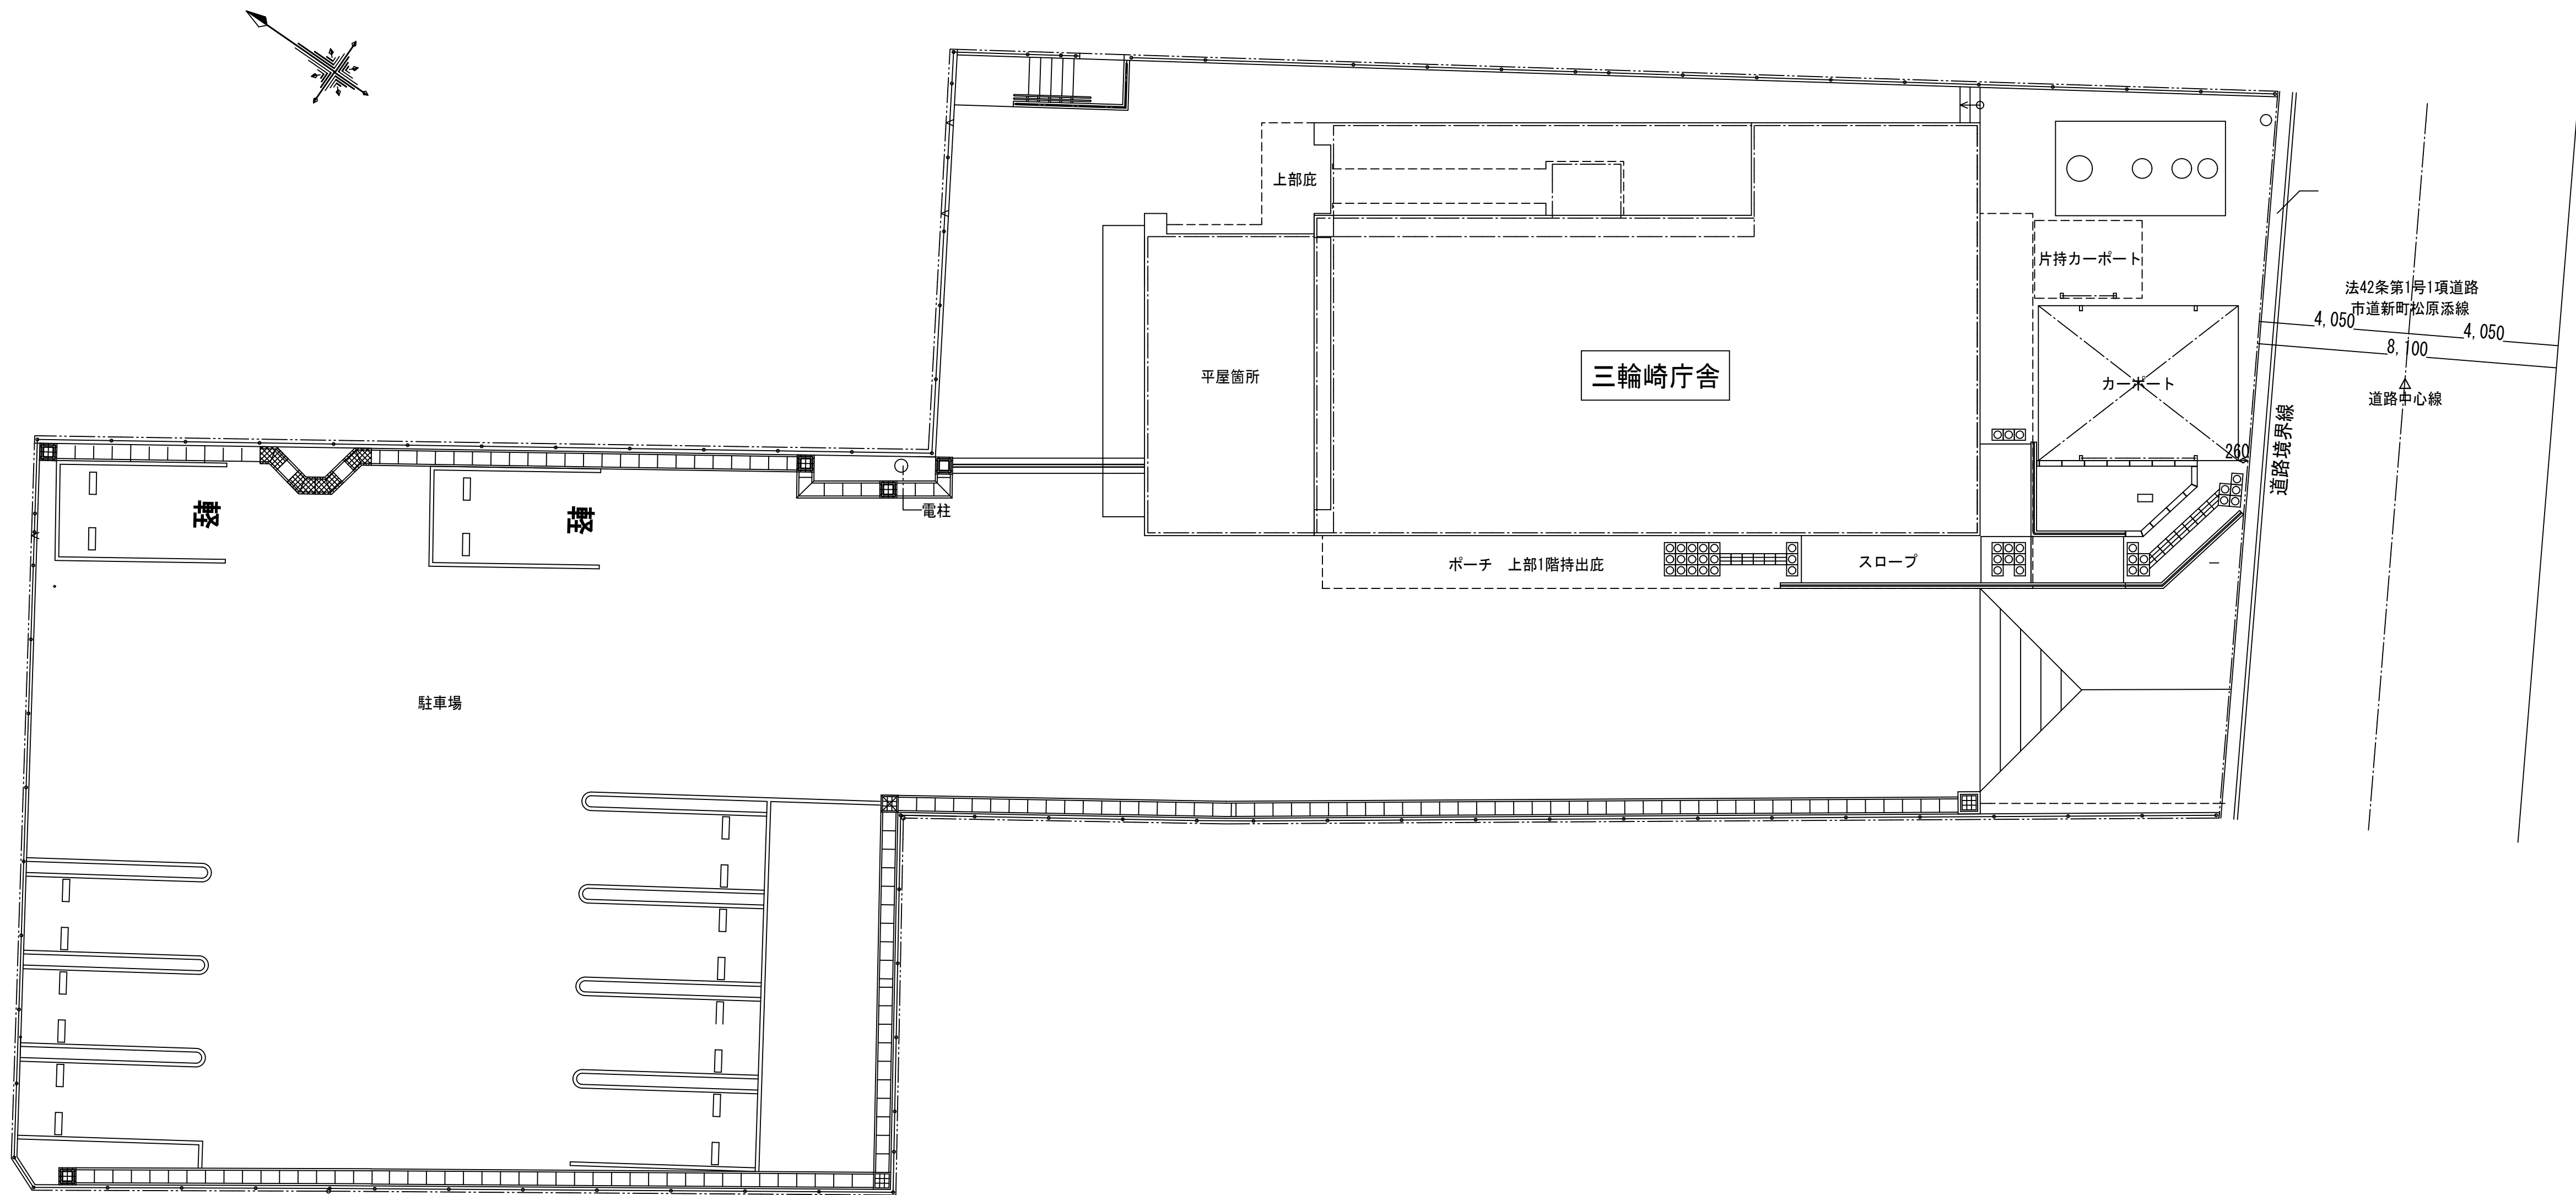 上部庇
片持カーポート
法42条第1号1項道路
市道新町松原添線
4,050
4,050
8,100
平屋箇所
三輪崎庁舎
カーポート
道路中心線
260
道路境界線
軽
軽
電柱
ポーチ 上部1階持出庇
スロープ
駐車場